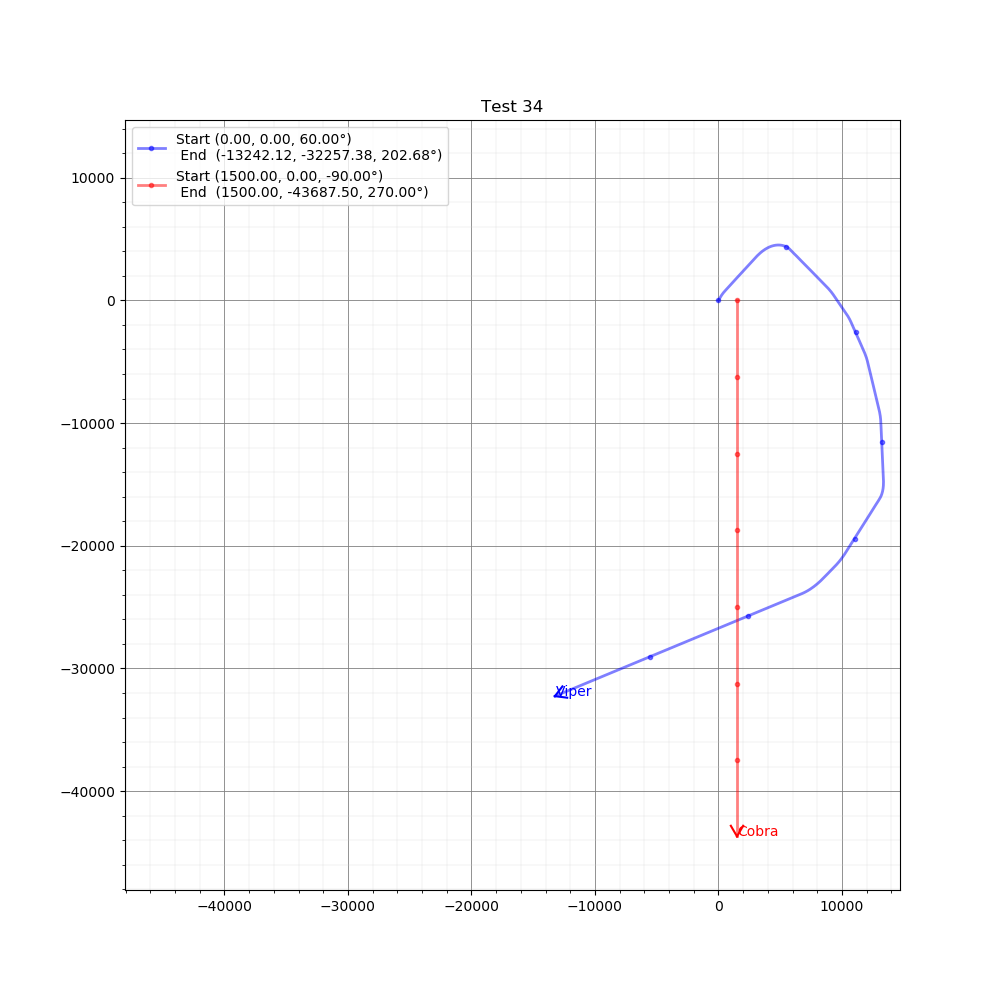 Test 34
Start (0.00, 0.00, 60.00°)
End  (-13242.12, -32257.38, 202.68°)
Start (1500.00, 0.00, -90.00°)
End  (1500.00, -43687.50, 270.00°)
10000
0
−10000
−20000
−30000
−40000
Viper
Cobra
−40000
−30000
−20000
−10000
0
10000